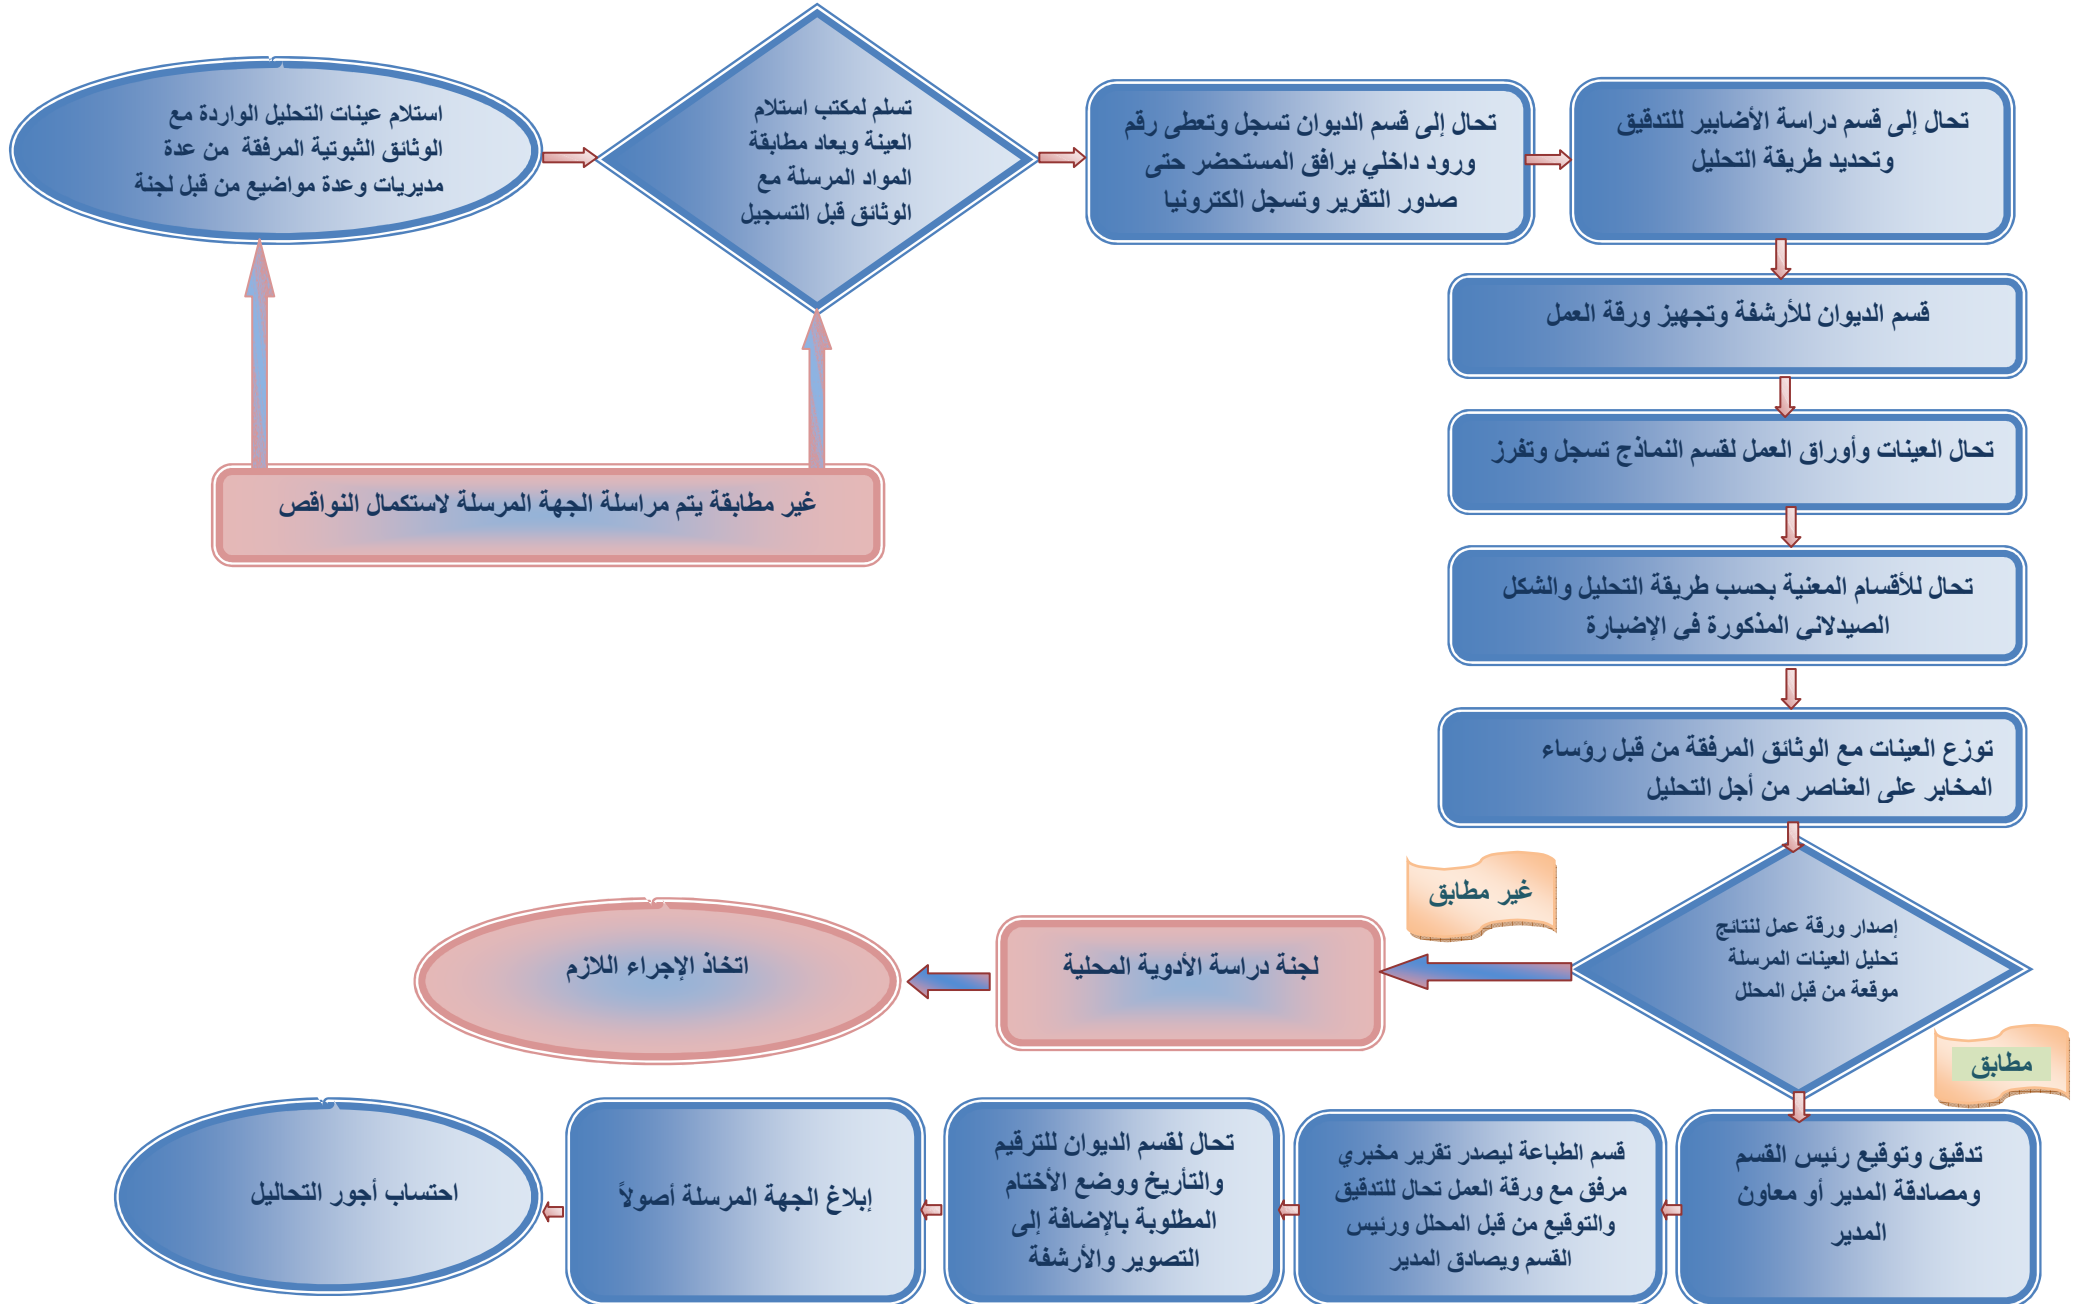 استلام عينات التحليل الواردة مع
الوثائق الثبوتية المرفقة من عدة
مديريات وعدة مواضيع من قبل لجنة
تسلم لمكتب استلام
العينة ويعاد مطابقة
المواد المرسلة مع
الوثائق قبل التسجيل
تحال إلى قسم الديوان تسجل وتعطى رقم
ورود داخلي يرافق المستحضر حتى
صدور التقرير وتسجل الكترونيا
تحال إلى قسم دراسة الأضابير للتدقيق
وتحديد طريقة التحليل
قسم الديوان للأرشفة وتجهيز ورقة العمل
تحال العينات وأوراق العمل لقسم النماذج تسجل وتفرز
غير مطابقة يتم مراسلة الجهة المرسلة لاستكمال النواقص
تحال للأقسام المعنية بحسب طريقة التحليل والشكل
الصيدلانى المذكورة فى الإضبارة
توزع العينات مع الوثائق المرفقة من قبل رؤساء
المخابر على العناصر من أجل التحليل
إصدار ورقة عمل لنتائج
تحليل العينات المرسلة
موقعة من قبل المحلل
غير مطابق
لجنة دراسة الأدوية المحلية
اتخاذ الإجراء اللازم
مطابق
تدقيق وتوقيع رئيس القسم
ومصادقة المدير أو معاون
المدير
قسم الطباعة ليصدر تقرير مخبري
مرفق مع ورقة العمل تحال للتدقيق
والتوقيع من قبل المحلل ورئيس
القسم ويصادق المدير
تحال لقسم الديوان للترقيم
والتأريخ ووضع الأختام
المطلوبة بالإضافة إلى
التصوير والأرشفة
إبلاغ الجهة المرسلة أصولاً
احتساب أجور التحاليل